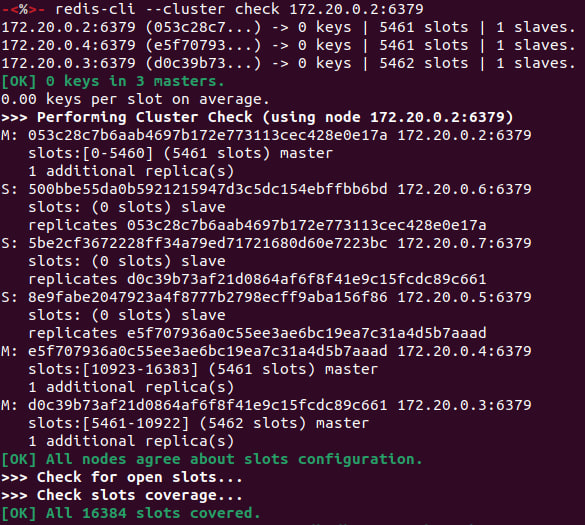 -<%>- redis-cli --cluster check 172.20.0.2:6379
172.20.0.2:6379 (053c28c7...) -> 0 keys | 5461 slots | 1 slaves.
172.20.0.4:6379 (e5f70793...) -> 0 keys | 5461 slots | 1 slaves.
172.20.0.3:6379 (d0c39b73...) -> 0 keys | 5462 slots | 1 slaves.
[OK] 0 keys in 3 masters.
0.00 keys per slot on average.
>>> Performing Cluster Check (using node 172.20.0.2:6379)
M: 053c28c7b6aab4697b172e773113cec428e0e17a 172.20.0.2:6379
   slots:[0-5460] (5461 slots) master
   1 additional replica(s)
S: 500bbe55da0b5921215947d3c5dc154ebffbb6bd 172.20.0.6:6379
   slots: (0 slots) slave
   replicates 053c28c7b6aab4697b172e773113cec428e0e17a
S: 5be2cf3672228ff34a79ed71721680d60e7223bc 172.20.0.7:6379
   slots: (0 slots) slave
   replicates d0c39b73af21d0864af6f8f41e9c15fcdc89c661
S: 8e9fabe2047923a4f8777b2798ecff9aba156f86 172.20.0.5:6379
   slots: (0 slots) slave
   replicates e5f707936a0c55ee3ae6bc19ea7c31a4d5b7aaad
M: e5f707936a0c55ee3ae6bc19ea7c31a4d5b7aaad 172.20.0.4:6379
   slots:[10923-16383] (5461 slots) master
   1 additional replica(s)
M: d0c39b73af21d0864af6f8f41e9c15fcdc89c661 172.20.0.3:6379
   slots:[5461-10922] (5462 slots) master
   1 additional replica(s)
[OK] All nodes agree about slots configuration.
>>> Check for open slots...
>>> Check slots coverage...
[OK] All 16384 slots covered.